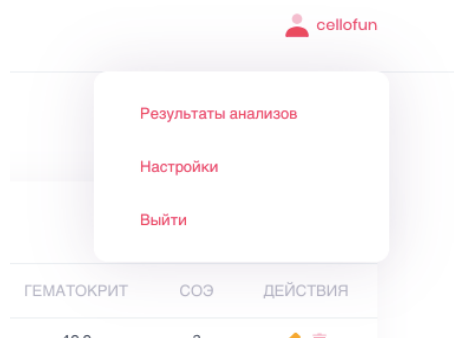 cellofun
Результаты анализов
Настройки
Выйти
ГЕМАТОКРИТ СОЭ ДЕЙСТВИЯ